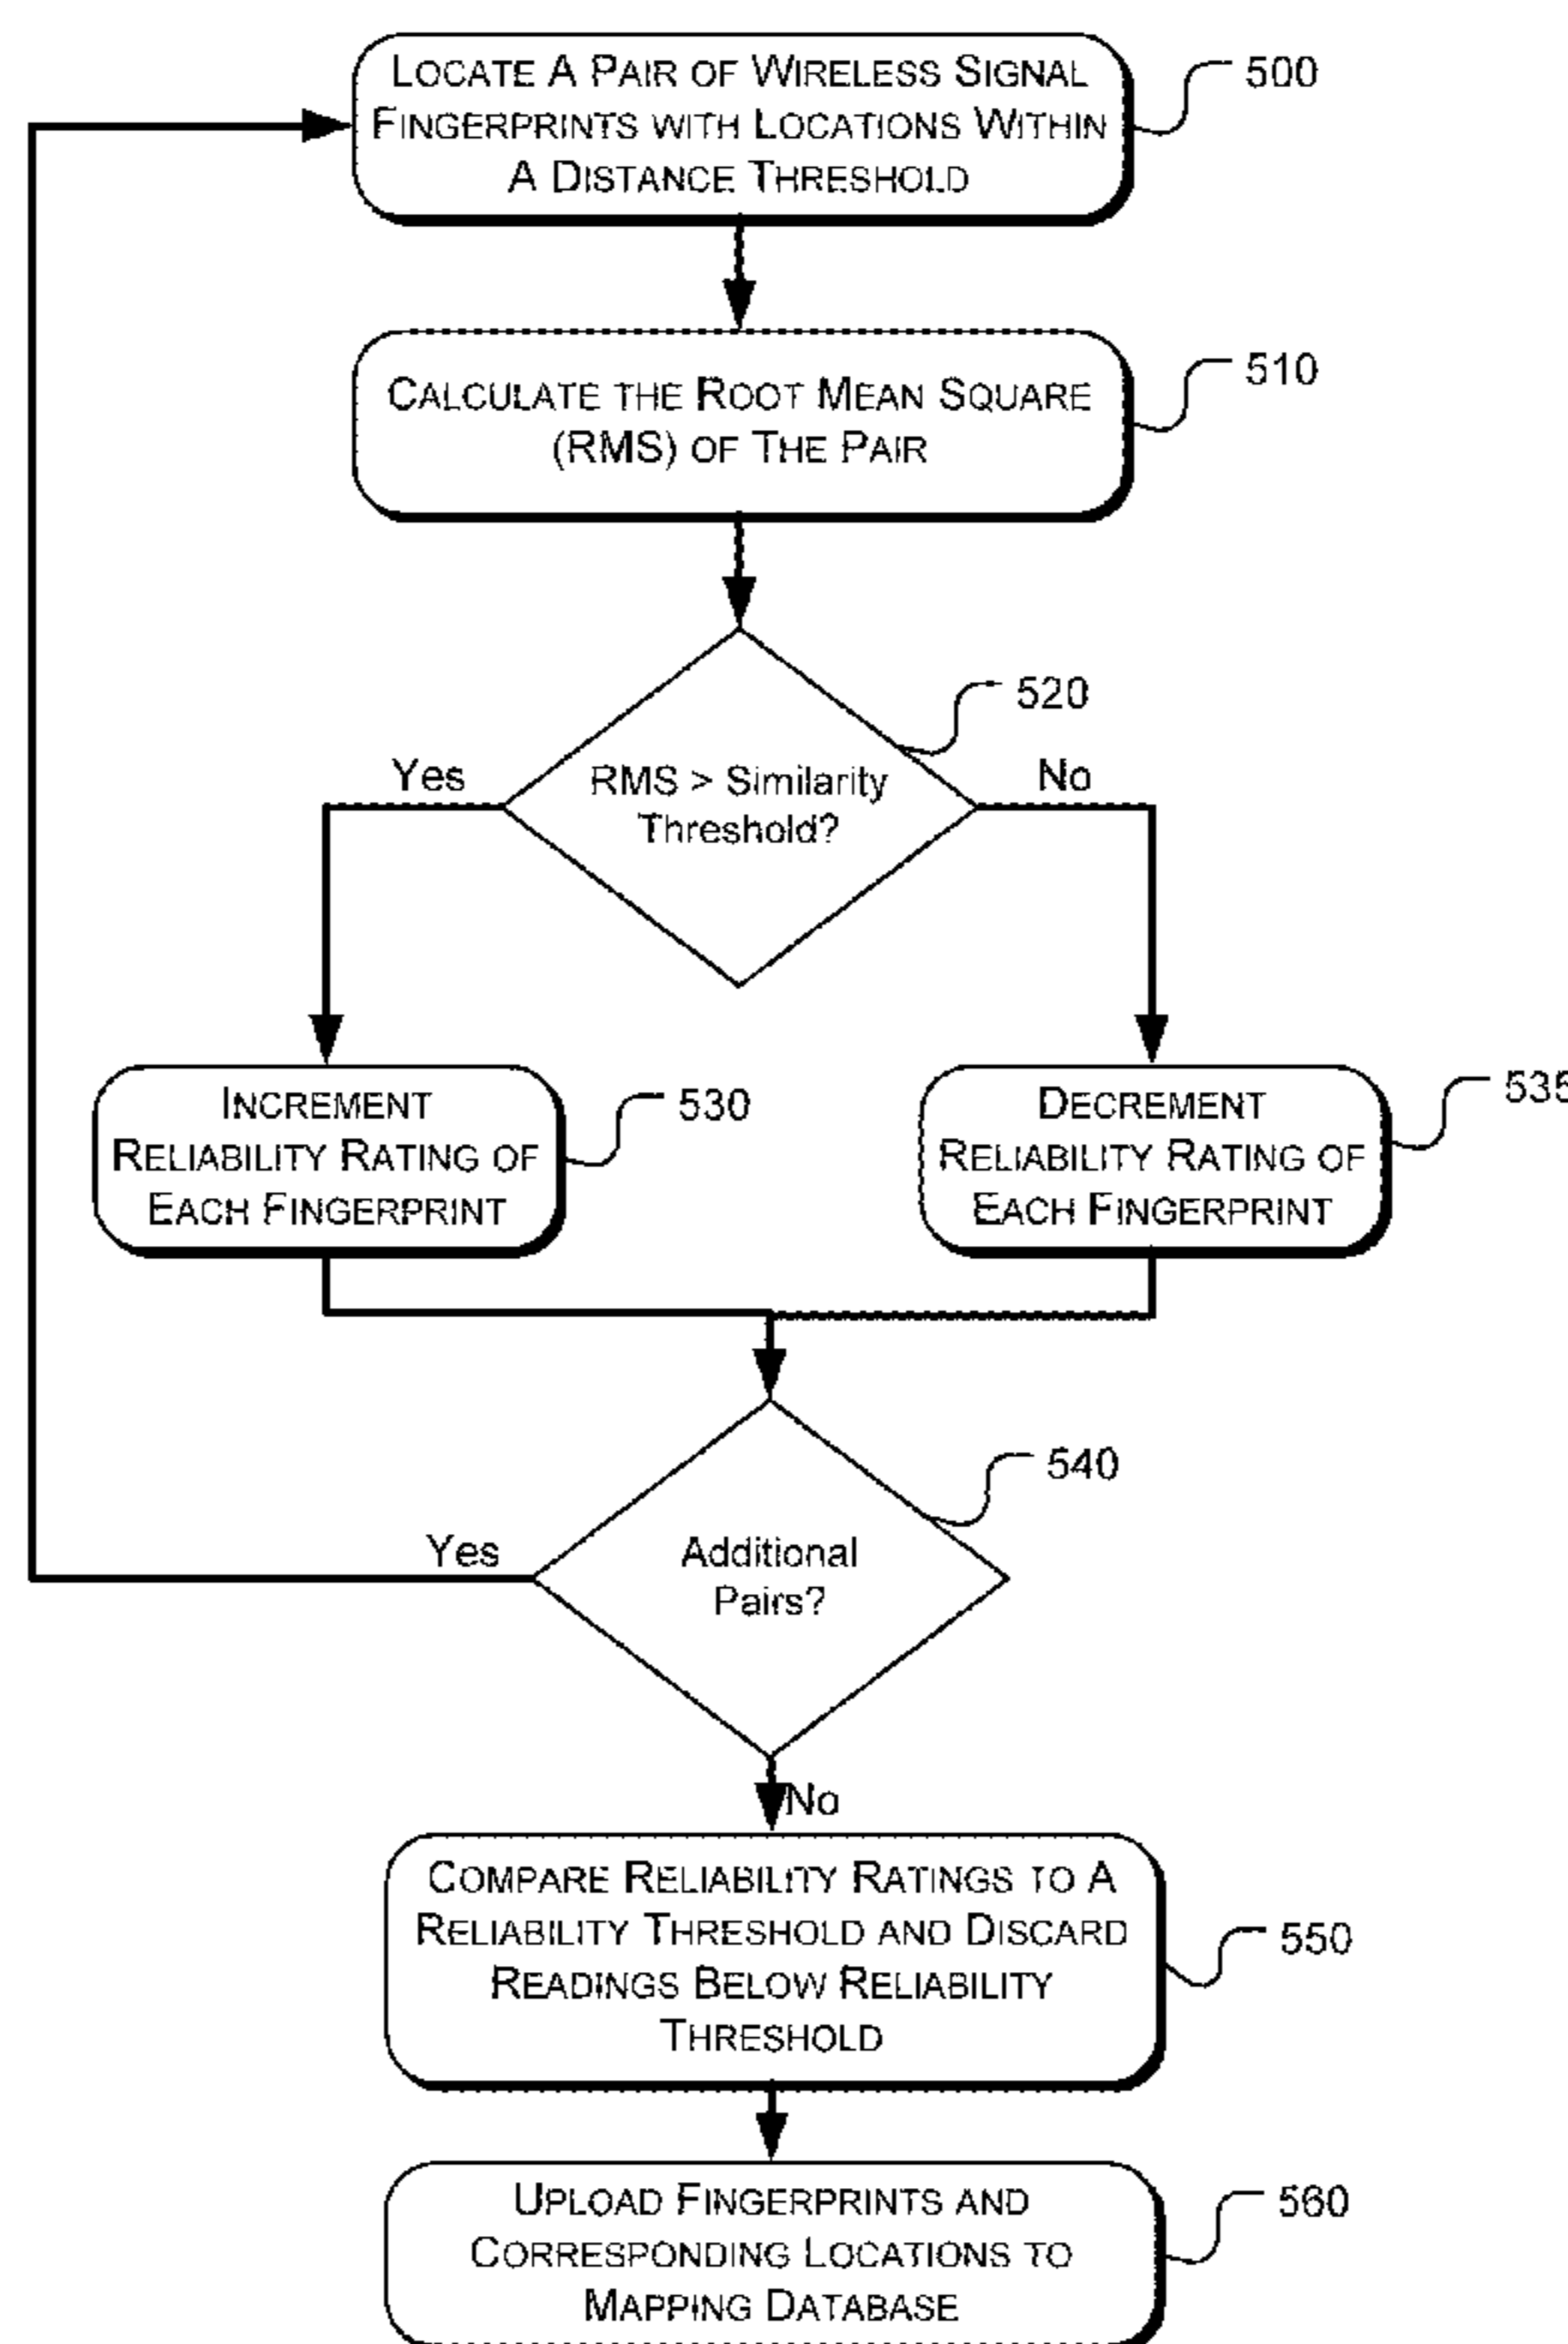 LOCATE A PAIR OF WIRELESS SIGNAL
FINGERPRINTS WITH LOCATIONS WITHIN
A DISTANCE THRESHOLD
500
CALCULATE THE ROOT MEAN SQUARE
(RMS) OF THE PAIR
510
520
Yes
RMS > Similarity
Threshold?
No
INCREMENT
RELIABILITY RATING OF
EACH FINGERPRINT
530
DECREMENT
RELIABILITY RATING OF
EACH FINGERPRINT
535
540
Yes
Additional
Pairs?
No
COMPARE RELIABILITY RATINGS TO A
RELIABILITY THRESHOLD AND DISCARD
READINGS BELOW RELIABILITY
THRESHOLD
550
UPLOAD FINGERPRINTS AND
CORRESPONDING LOCATIONS TO
MAPPING DATABASE
560